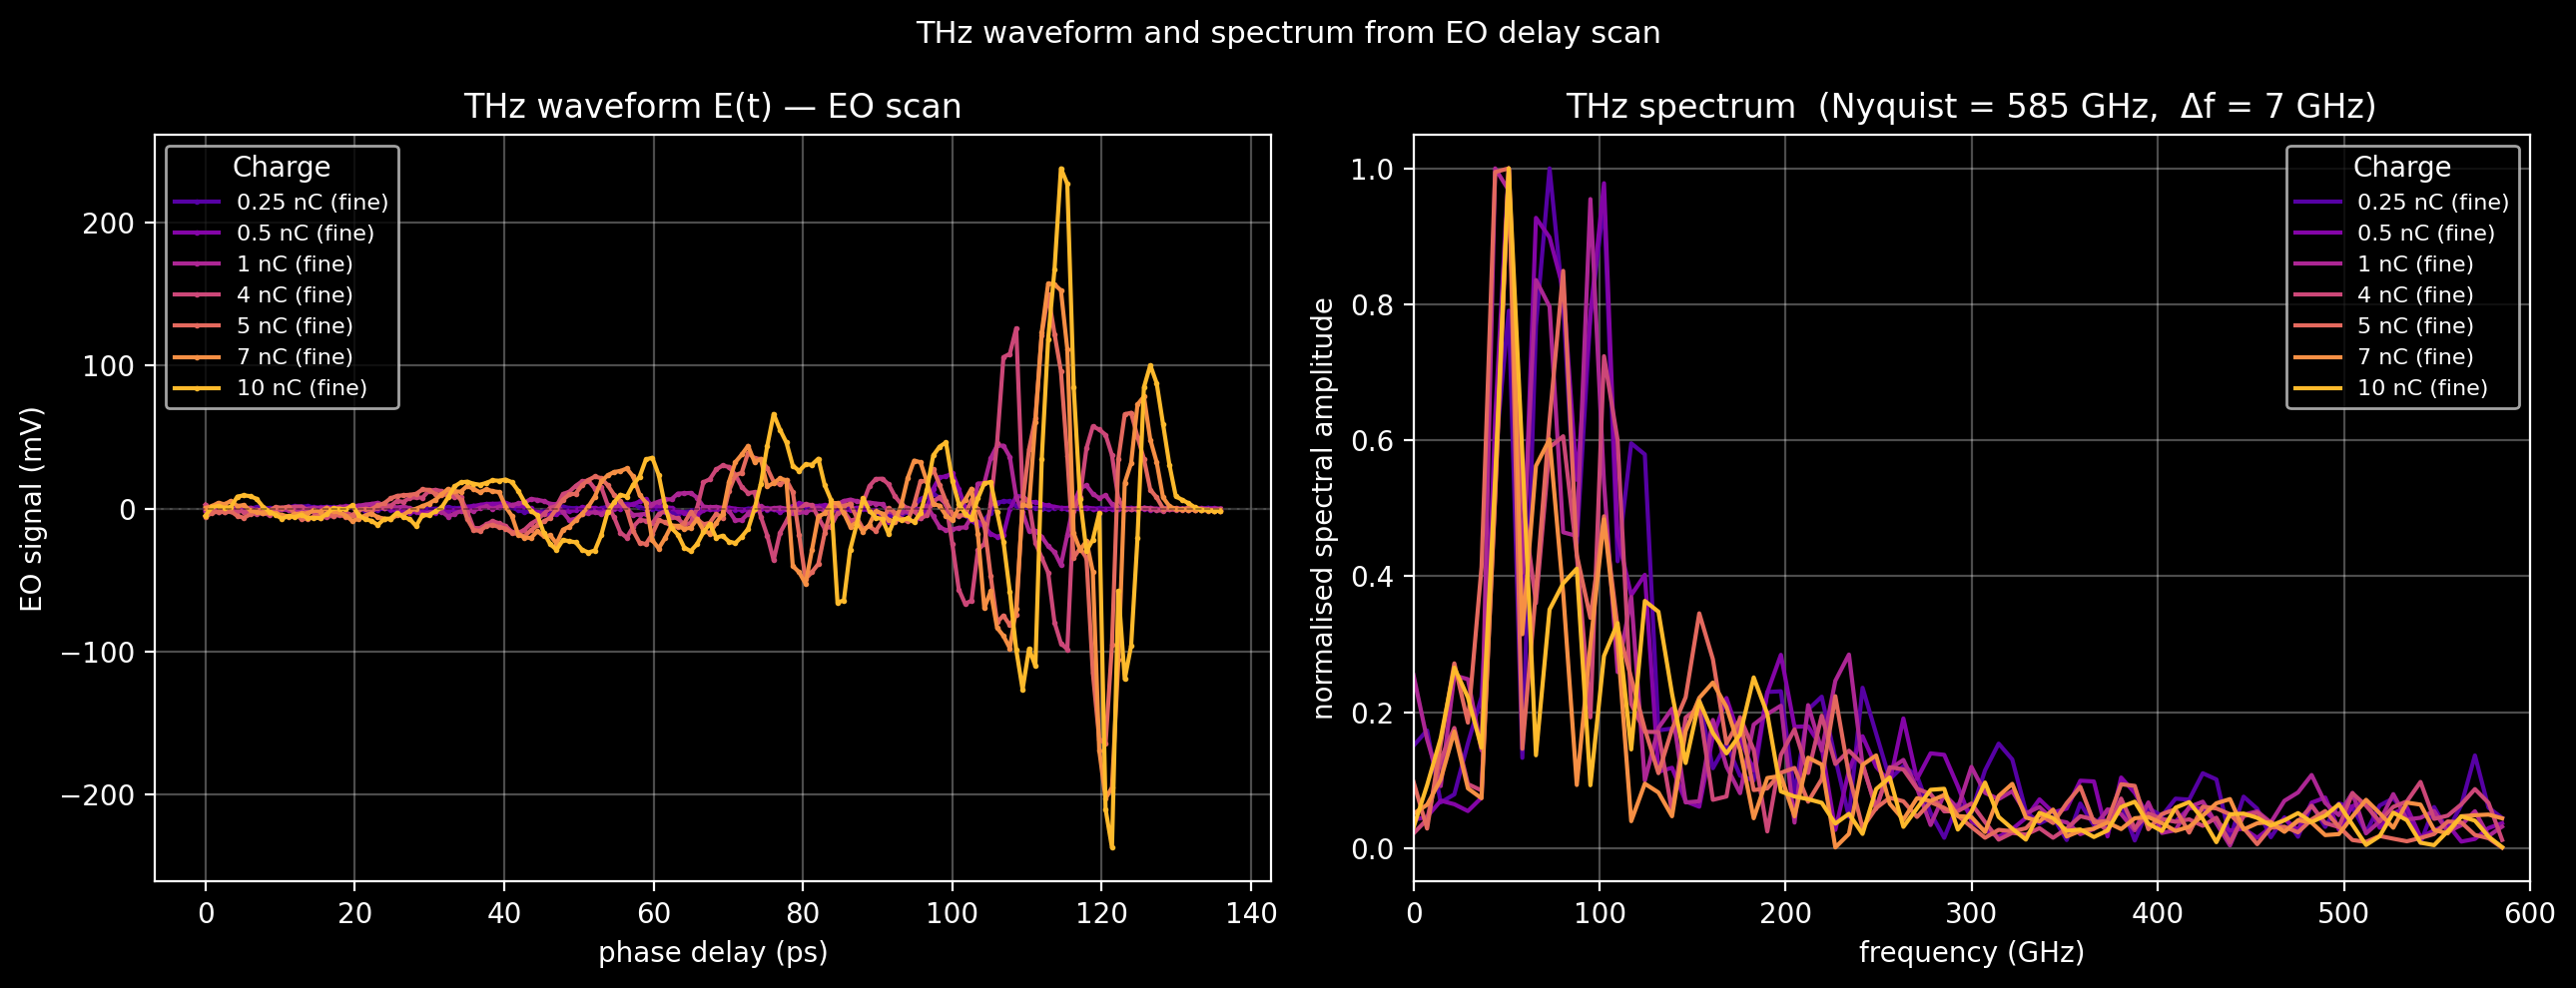 THz waveform and spectrum from EO delay scan
THz waveform E(t) — EO scan
Charge
0.25 nC (fine)
0.5 nC (fine)
1 nC (fine)
4 nC (fine)
5 nC (fine)
7 nC (fine)
10 nC (fine)
EO signal (mV)
200
100
0
−100
−200
0 20 40 60 80 100 120 140
phase delay (ps)
THz spectrum (Nyquist = 585 GHz, Δf = 7 GHz)
Charge
0.25 nC (fine)
0.5 nC (fine)
1 nC (fine)
4 nC (fine)
5 nC (fine)
7 nC (fine)
10 nC (fine)
normalised spectral amplitude
1.0
0.8
0.6
0.4
0.2
0.0
0 100 200 300 400 500 600
frequency (GHz)